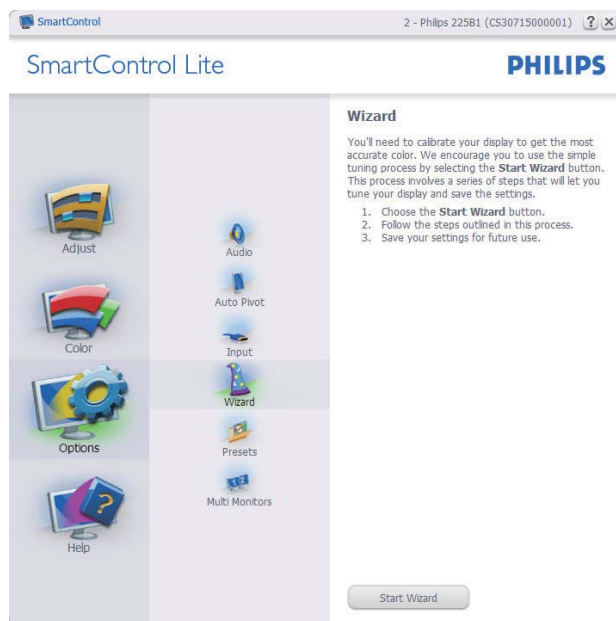 SmartControl
2 - Philips 225B1 (CS30715000001)
?
SmartControl Lite
PHILIPS
Adjust
Color
Options
Help
Audio
Auto Pivot
Input
Wizard
Presets
1 2
Multi Monitors
Wizard
You'll need to calibrate your display to get the most
accurate color. We encourage you to use the simple
tuning process by selecting the Start Wizard button.
This process involves a series of steps that will let you
tune your display and save the settings.
1. Choose the Start Wizard button.
2. Follow the steps outlined in this process.
3. Save your settings for future use.
Start Wizard